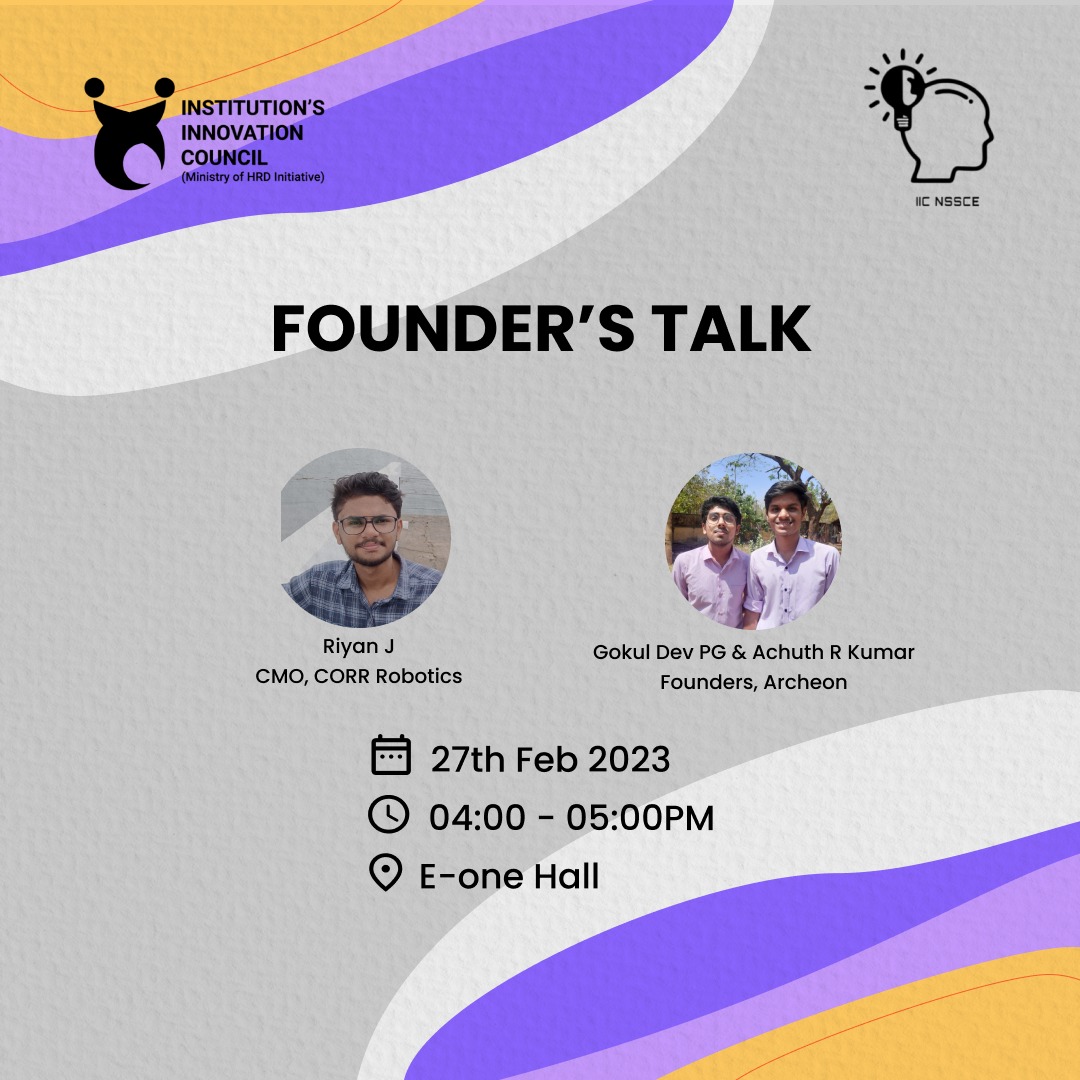 INSTITUTION’S
INNOVATION
COUNCIL
(Ministry of HRD Initiative)
IIC NSSCE
FOUNDER’S TALK
Riyan J
CMO, CORR Robotics
Gokul Dev PG & Achuth R Kumar
Founders, Archeon
27th Feb 2023
04:00 - 05:00PM
E-one Hall